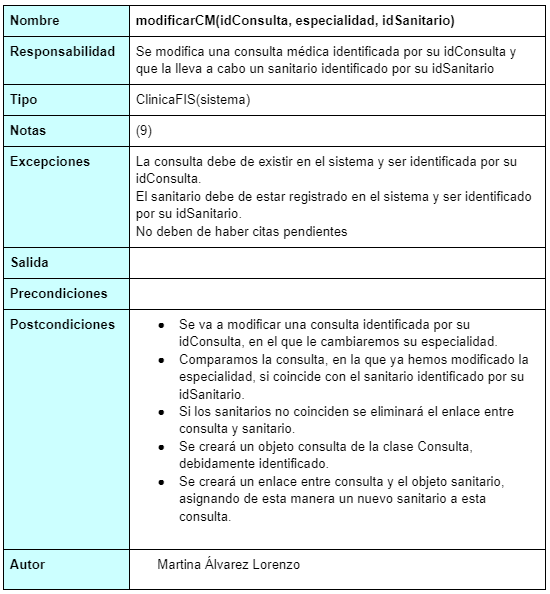 Nombre
modificarCM(idConsulta, especialidad, idSanitario)
Responsabilidad
Se modifica una consulta médica identificada por su idConsulta y
que la lleva a cabo un sanitario identificado por su idSanitario
Tipo
ClinicaFIS(sistema)
Notas
(9)
Excepciones
La consulta debe de existir en el sistema y ser identificada por su
idConsulta.
El sanitario debe de estar registrado en el sistema y ser identificado
por su idSanitario.
No deben de haber citas pendientes
Salida
Precondiciones
Postcondiciones
● Se va a modificar una consulta identificada por su
idConsulta, en el que le cambiaremos su especialidad.
● Comparamos la consulta, en la que ya hemos modificado la
especialidad, si coincide con el sanitario identificado por su
idSanitario.
● Si los sanitarios no coinciden se eliminará el enlace entre
consulta y sanitario.
● Se creará un objeto consulta de la clase Consulta,
debidamente identificado.
● Se creará un enlace entre consulta y el objeto sanitario,
asignando de esta manera un nuevo sanitario a esta
consulta.
Autor
Martina Álvarez Lorenzo